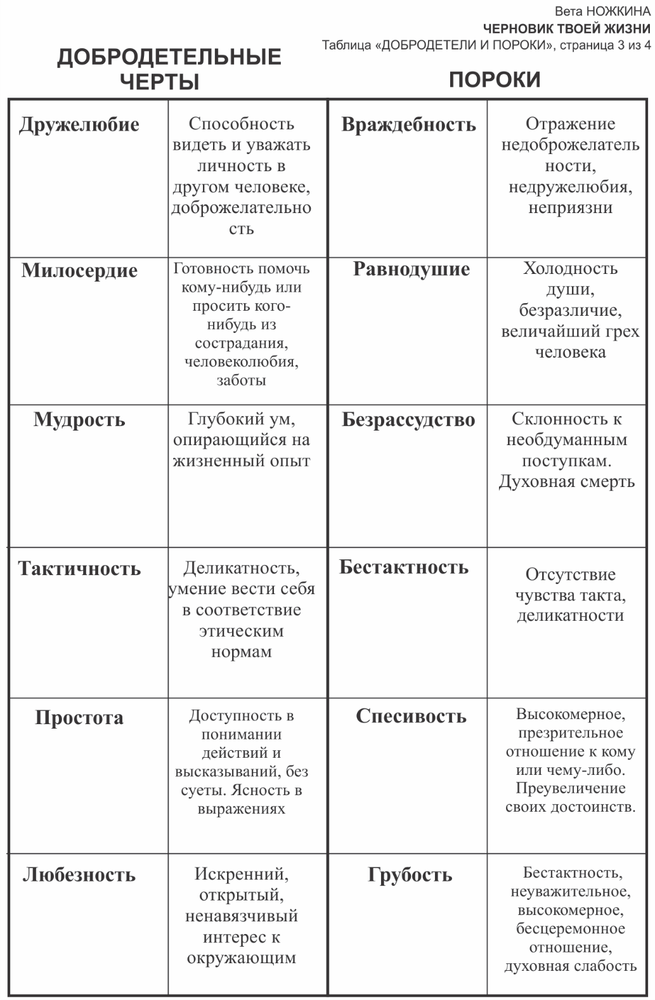 Вета НОЖКИНА
ЧЕРНОВИК ТВОЕЙ ЖИЗНИ
Таблица «ДОБРОДЕТЕЛИ И ПОРОКИ», страница 3 из 4
ДОБРОДЕТЕЛЬНЫЕ
ЧЕРТЫ
ПОРОКИ
Дружелюбие
Способность
видеть и уважать
личность в
другом человеке,
доброжелательно
сть
Враждебность
Отражение
недоброжелатель
ности,
недружелюбия,
неприязни
Милосердие
Готовность помочь
кому-нибудь или
просить кого-
нибудь из
сострадания,
человеколюбия,
заботы
Равнодушие
Холодность
души,
безразличие,
величайший грех
человека
Мудрость
Глубокий ум,
опирающийся на
жизненный опыт
Безрассудство
Склонность к
необдуманным
поступкам.
Духовная смерть
Тактичность
Деликатность,
умение вести себя
в соответствие
этическим
нормам
Бестактность
Отсутствие
чувства такта,
деликатности
Простота
Доступность в
понимании
действий и
высказываний, без
суеты. Ясность в
выражениях
Спесивость
Высокомерное,
презрительное
отношение к кому
или чему-либо.
Преувеличение
своих достоинств.
Любезность
Искренний,
открытый,
ненавязчивый
интерес к
окружающим
Грубость
Бестактность,
неуважительное,
высокомерное,
бесцеремонное
отношение,
духовная слабость